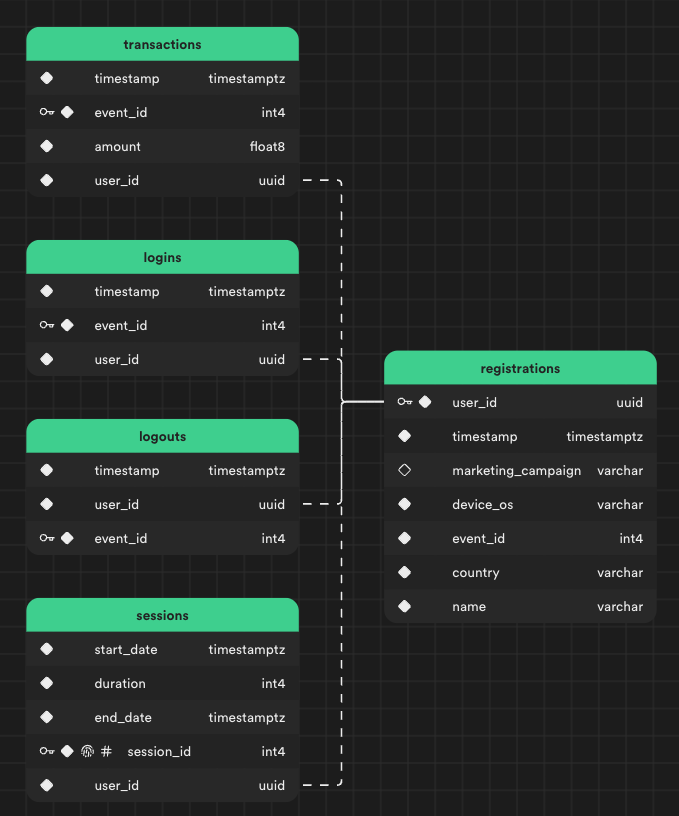 transactions
timestamp timestamptz
event_id int4
amount float8
user_id uuid
logins
timestamp timestamptz
event_id int4
user_id uuid
logouts
timestamp timestamptz
user_id uuid
event_id int4
sessions
start_date timestamptz
duration int4
end_date timestamptz
# session_id int4
user_id uuid
registrations
user_id uuid
timestamp timestamptz
marketing_campaign varchar
device_os varchar
event_id int4
country varchar
name varchar